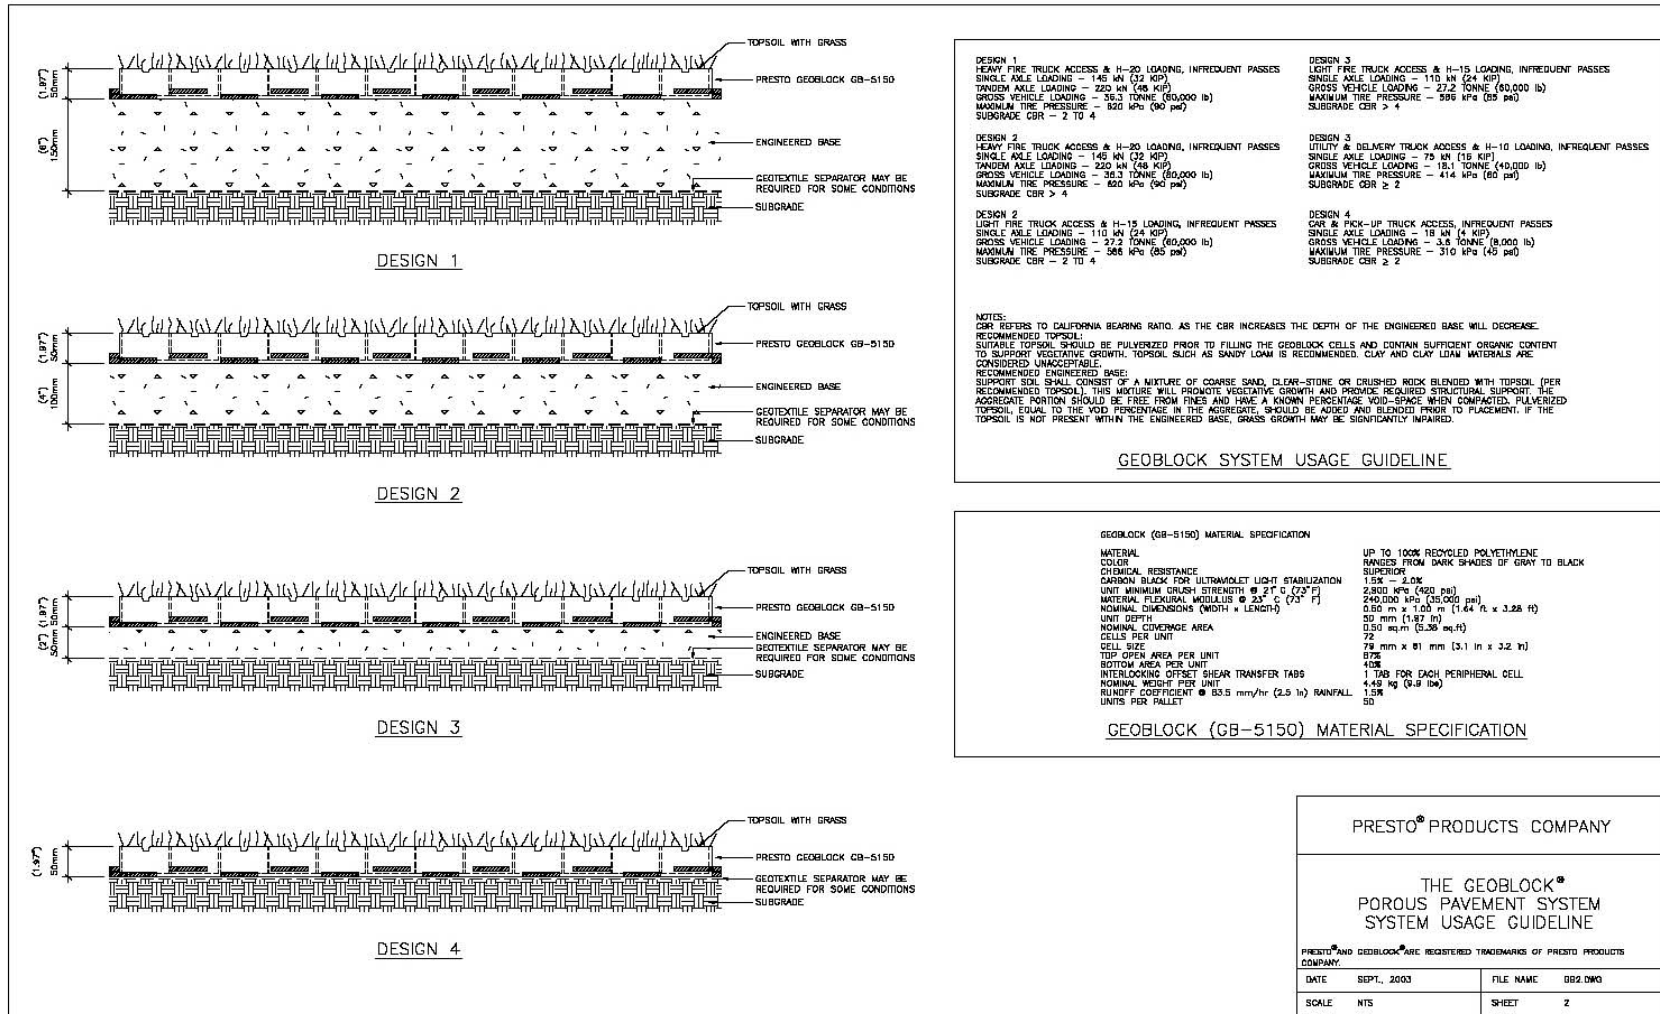 TOPSOIL WITH GRASS
PRESTO GEOBLOCK GB-5150
ENGINEERED BASE
GEOTEXTILE SEPARATOR MAY BE
REQUIRED FOR SOME CONDITIONS
SUBGRADE
(1.97")
50mm
(6")
150mm
DESIGN 1
TOPSOIL WITH GRASS
PRESTO GEOBLOCK GB-5150
ENGINEERED BASE
GEOTEXTILE SEPARATOR MAY BE
REQUIRED FOR SOME CONDITIONS
SUBGRADE
(1.97")
50mm
(4")
100mm
DESIGN 2
TOPSOIL WITH GRASS
PRESTO GEOBLOCK GB-5150
ENGINEERED BASE
GEOTEXTILE SEPARATOR MAY BE
REQUIRED FOR SOME CONDITIONS
SUBGRADE
(1.97")
50mm
(2")
50mm
DESIGN 3
TOPSOIL WITH GRASS
PRESTO GEOBLOCK GB-5150
GEOTEXTILE SEPARATOR MAY BE
REQUIRED FOR SOME CONDITIONS
SUBGRADE
(1.97")
50mm
DESIGN 4
DESIGN 1
HEAVY FIRE TRUCK ACCESS & H-20 LOADING, INFREQUENT PASSES
SINGLE AXLE LOADING - 145 kN (32 KIP)
TANDEM AXLE LOADING - 220 kN (48 KIP)
GROSS VEHICLE LOADING - 36.3 TONNE (80,000 lb)
MAXIMUM TIRE PRESSURE - 620 kPa (90 psi)
SUBGRADE CBR - 2 TO 4
DESIGN 2
HEAVY FIRE TRUCK ACCESS & H-20 LOADING, INFREQUENT PASSES
SINGLE AXLE LOADING - 145 kN (32 KIP)
TANDEM AXLE LOADING - 220 kN (48 KIP)
GROSS VEHICLE LOADING - 36.3 TONNE (80,000 lb)
MAXIMUM TIRE PRESSURE - 620 kPa (90 psi)
SUBGRADE CBR > 4
DESIGN 2
LIGHT FIRE TRUCK ACCESS & H-15 LOADING, INFREQUENT PASSES
SINGLE AXLE LOADING - 110 kN (24 KIP)
GROSS VEHICLE LOADING - 27.2 TONNE (60,000 lb)
MAXIMUM TIRE PRESSURE - 586 kPa (85 psi)
SUBGRADE CBR - 2 TO 4
DESIGN 3
LIGHT FIRE TRUCK ACCESS & H-15 LOADING, INFREQUENT PASSES
SINGLE AXLE LOADING - 110 kN (24 KIP)
GROSS VEHICLE LOADING - 27.2 TONNE (60,000 lb)
MAXIMUM TIRE PRESSURE - 586 kPa (85 psi)
SUBGRADE CBR > 4
DESIGN 3
UTILITY & DELIVERY TRUCK ACCESS & H-10 LOADING, INFREQUENT PASSES
SINGLE AXLE LOADING - 75 kN (16 KIP)
GROSS VEHICLE LOADING - 18.1 TONNE (40,000 lb)
MAXIMUM TIRE PRESSURE - 414 kPa (60 psi)
SUBGRADE CBR ≥ 2
DESIGN 4
CAR & PICK-UP TRUCK ACCESS, INFREQUENT PASSES
SINGLE AXLE LOADING - 18 kN (4 KIP)
GROSS VEHICLE LOADING - 3.6 TONNE (8,000 lb)
MAXIMUM TIRE PRESSURE - 310 kPa (45 psi)
SUBGRADE CBR ≥ 2
NOTES:
CBR REFERS TO CALIFORNIA BEARING RATIO. AS THE CBR INCREASES THE DEPTH OF THE ENGINEERED BASE WILL DECREASE.
RECOMMENDED TOPSOIL:
SUITABLE TOPSOIL SHOULD BE PULVERIZED PRIOR TO FILLING THE GEOBLOCK CELLS AND CONTAIN SUFFICIENT ORGANIC CONTENT
TO SUPPORT VEGETATIVE GROWTH. TOPSOIL SUCH AS SANDY LOAM IS RECOMMENDED. CLAY AND CLAY LOAM MATERIALS ARE
CONSIDERED UNACCEPTABLE.
RECOMMENDED ENGINEERED BASE:
SUPPORT SOIL SHALL CONSIST OF A MIXTURE OF COARSE SAND, CLEAR-STONE OR CRUSHED ROCK BLENDED WITH TOPSOIL (PER
RECOMMENDED TOPSOIL). THIS MIXTURE WILL PROMOTE VEGETATIVE GROWTH AND PROVIDE REQUIRED STRUCTURAL SUPPORT. THE
AGGREGATE PORTION SHOULD BE FREE FROM FINES AND HAVE A KNOWN PERCENTAGE VOID-SPACE WHEN COMPACTED. PULVERIZED
TOPSOIL, EQUAL TO THE VOID PERCENTAGE IN THE AGGREGATE, SHOULD BE ADDED AND BLENDED PRIOR TO PLACEMENT. IF THE
TOPSOIL IS NOT PRESENT WITHIN THE ENGINEERED BASE, GRASS GROWTH MAY BE SIGNIFICANTLY IMPAIRED.
GEOBLOCK SYSTEM USAGE GUIDELINE
GEOBLOCK (GB-5150) MATERIAL SPECIFICATION
MATERIAL UP TO 100% RECYCLED POLYETHYLENE
COLOR RANGES FROM DARK SHADES OF GRAY TO BLACK
CHEMICAL RESISTANCE SUPERIOR
CARBON BLACK FOR ULTRAVIOLET LIGHT STABILIZATION 1.5% - 2.0%
UNIT MINIMUM CRUSH STRENGTH @ 21° C (73° F) 2,900 kPa (420 psi)
MATERIAL FLEXURAL MODULUS @ 23° C (73° F) 240,000 kPa (35,000 psi)
NOMINAL DIMENSIONS (WIDTH x LENGTH) 0.50 m x 1.00 m (1.64 ft x 3.28 ft)
UNIT DEPTH 50 mm (1.97 in)
NOMINAL COVERAGE AREA 0.50 sq.m (5.38 sq.ft)
CELLS PER UNIT 72
CELL SIZE 79 mm x 81 mm (3.1 in x 3.2 in)
TOP OPEN AREA PER UNIT 87%
BOTTOM AREA PER UNIT 40%
INTERLOCKING OFFSET SHEAR TRANSFER TABS 1 TAB FOR EACH PERIPHERAL CELL
NOMINAL WEIGHT PER UNIT 4.49 kg (9.9 lbs)
RUNOFF COEFFICIENT @ 63.5 mm/hr (2.5 in) RAINFALL 1.5%
UNITS PER PALLET 50
GEOBLOCK (GB-5150) MATERIAL SPECIFICATION
PRESTO® PRODUCTS COMPANY
THE GEOBLOCK®
POROUS PAVEMENT SYSTEM
SYSTEM USAGE GUIDELINE
PRESTO® AND GEOBLOCK® ARE REGISTERED TRADEMARKS OF PRESTO PRODUCTS
COMPANY.
DATE SEPT., 2003 FILE NAME GB2.DWG
SCALE NTS SHEET 2